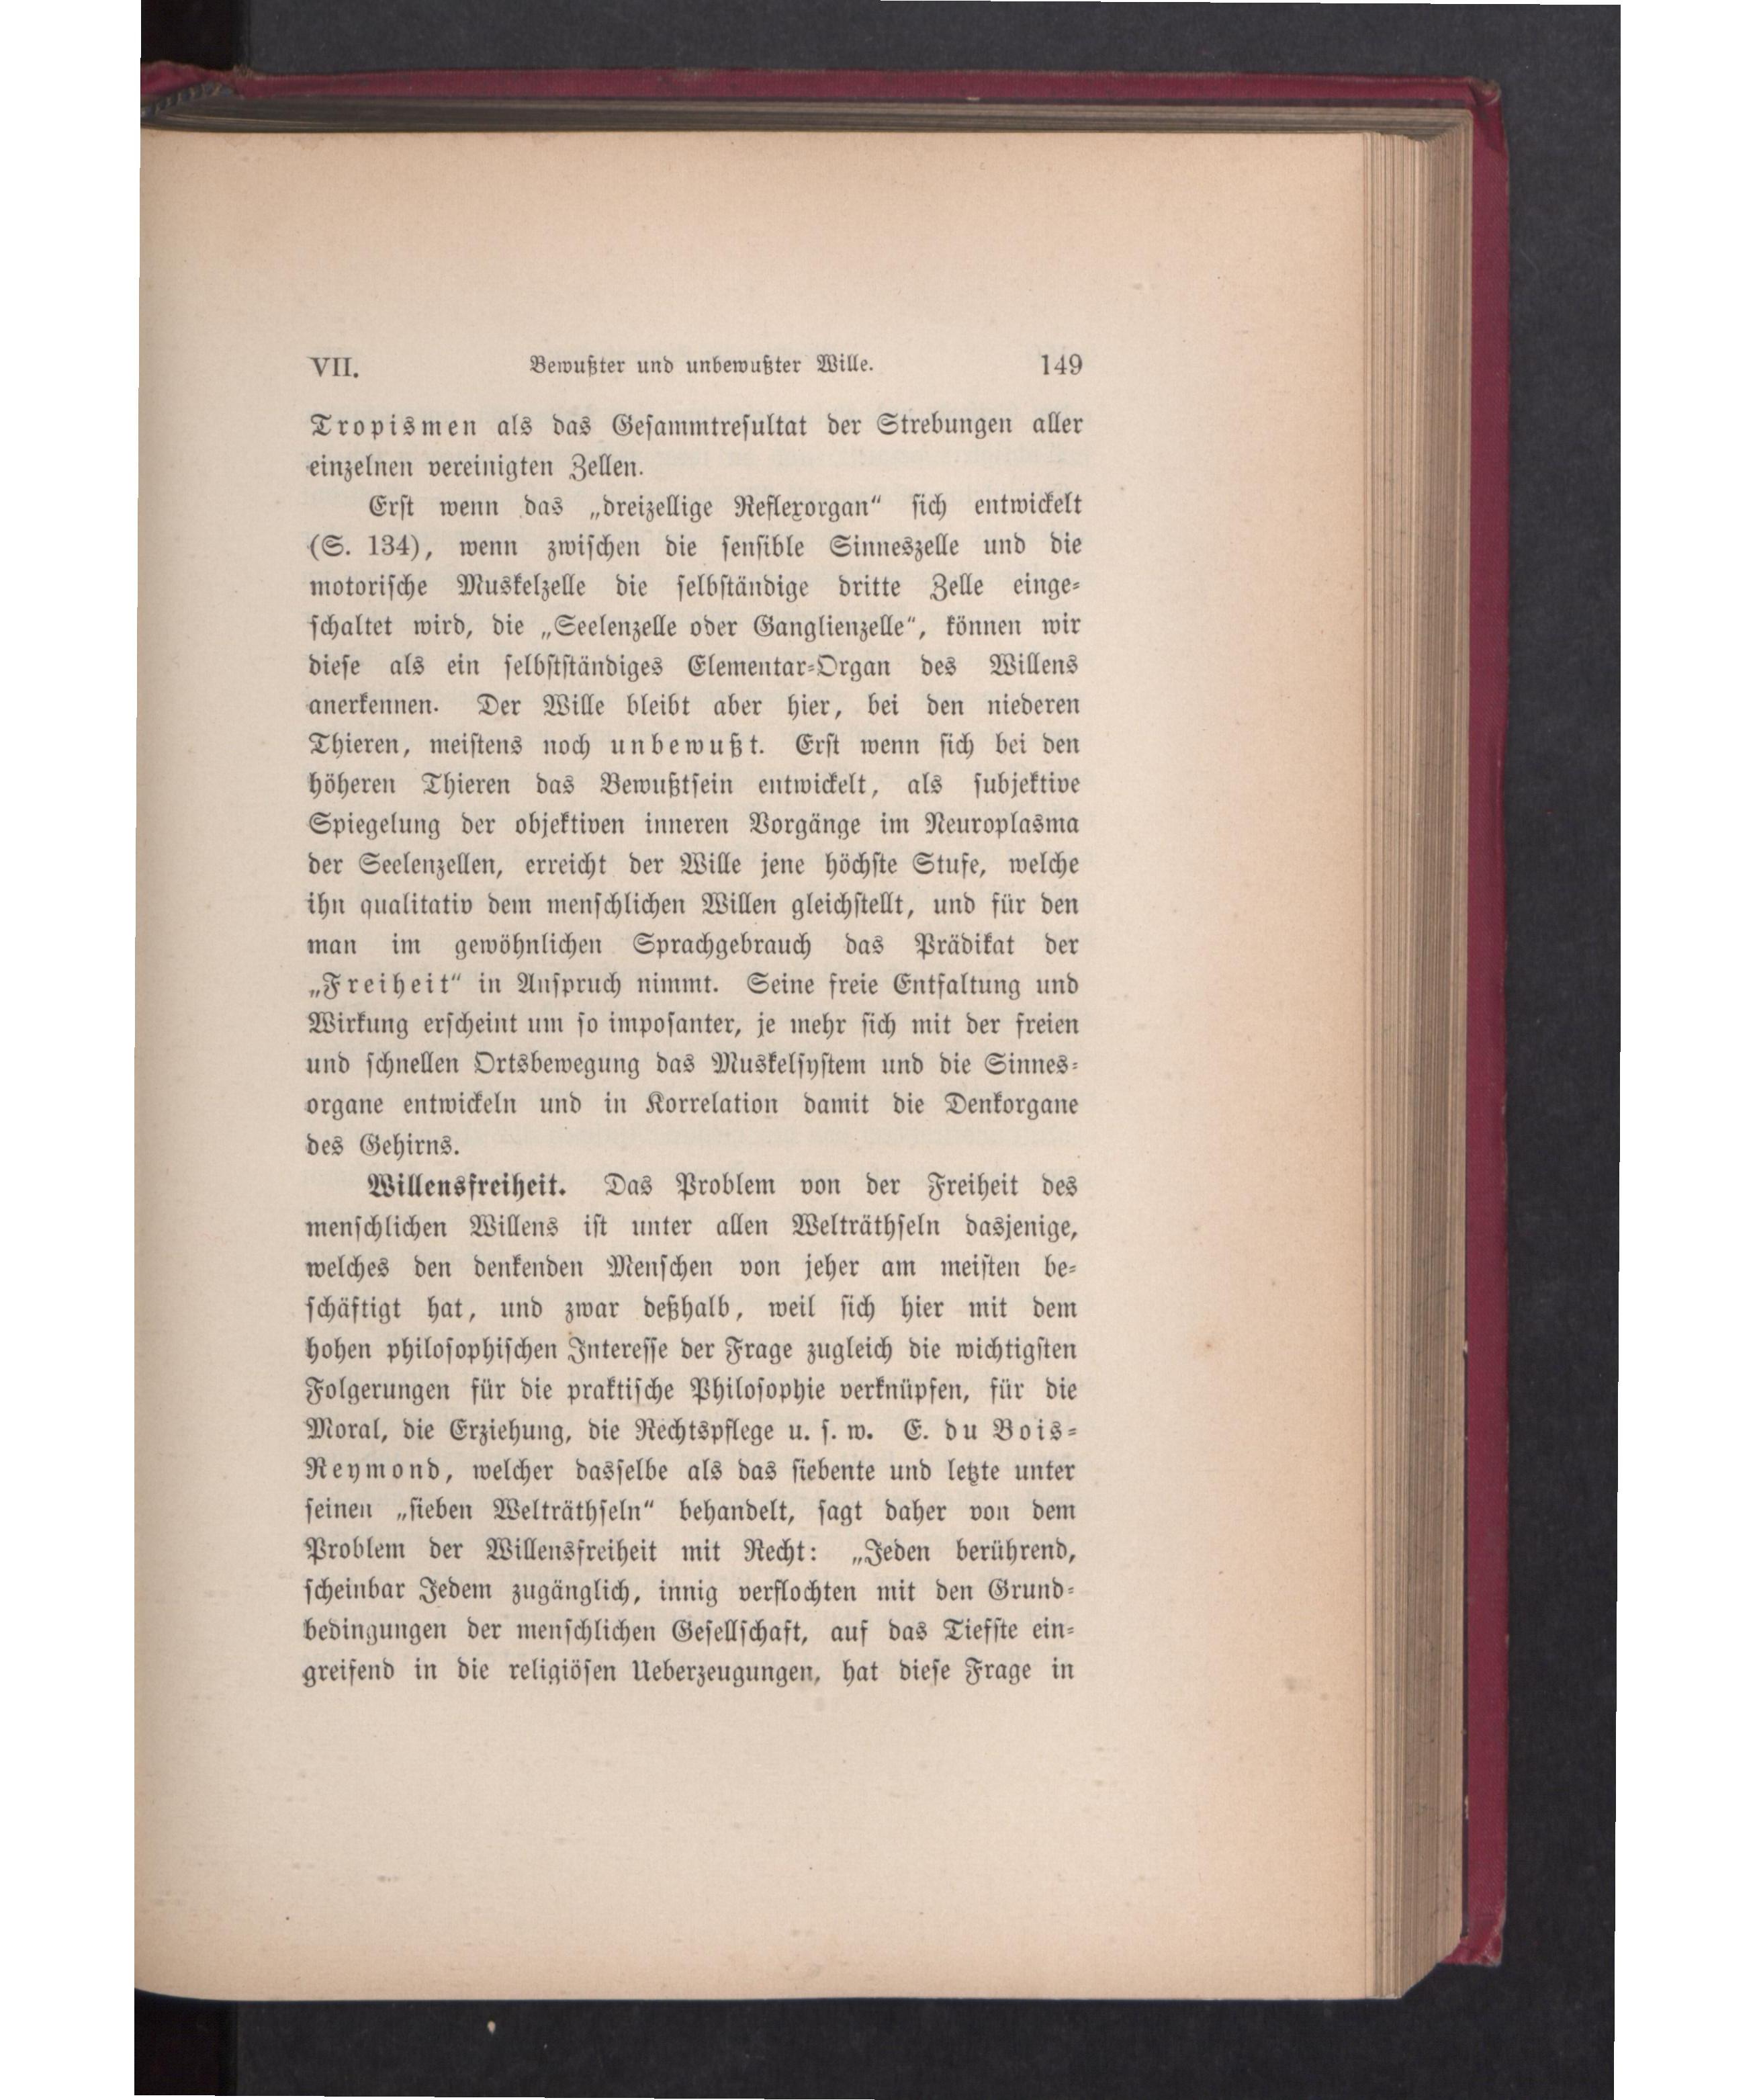 VII. Bewußter und unbewußter Wille. 149
Tropismen als das Gesammtresultat der Strebungen aller
einzelnen vereinigten Zellen.
Erst wenn das „dreizellige Reflexorgan“ sich entwickelt
(S. 134), wenn zwischen die sensible Sinneszelle und die
motorische Muskelzelle die selbständige dritte Zelle einge-
schaltet wird, die „Seelenzelle oder Ganglienzelle“, können wir
diese als ein selbstständiges Elementar-Organ des Willens
anerkennen. Der Wille bleibt aber hier, bei den niederen
Thieren, meistens noch unbewußt. Erst wenn sich bei den
höheren Thieren das Bewußtsein entwickelt, als subjektive
Spiegelung der objektiven inneren Vorgänge im Neuroplasma
der Seelenzellen, erreicht der Wille jene höchste Stufe, welche
ihn qualitativ dem menschlichen Willen gleichstellt, und für den
man im gewöhnlichen Sprachgebrauch das Prädikat der
„Freiheit“ in Anspruch nimmt. Seine freie Entfaltung und
Wirkung erscheint um so imposanter, je mehr sich mit der freien
und schnellen Ortsbewegung das Muskelsystem und die Sinnes-
organe entwickeln und in Korrelation damit die Denkorgane
des Gehirns.
Willensfreiheit. Das Problem von der Freiheit des
menschlichen Willens ist unter allen Welträthseln dasjenige,
welches den denkenden Menschen von jeher am meisten be-
schäftigt hat, und zwar deßhalb, weil sich hier mit dem
hohen philosophischen Interesse der Frage zugleich die wichtigsten
Folgerungen für die praktische Philosophie verknüpfen, für die
Moral, die Erziehung, die Rechtspflege u. s. w. E. du Bois-
Reymond, welcher dasselbe als das siebente und letzte unter
seinen „sieben Welträthseln“ behandelt, sagt daher von dem
Problem der Willensfreiheit mit Recht: „Jeden berührend,
scheinbar Jedem zugänglich, innig verflochten mit den Grund-
bedingungen der menschlichen Gesellschaft, auf das Tiefste ein-
greifend in die religiösen Ueberzeugungen, hat diese Frage in